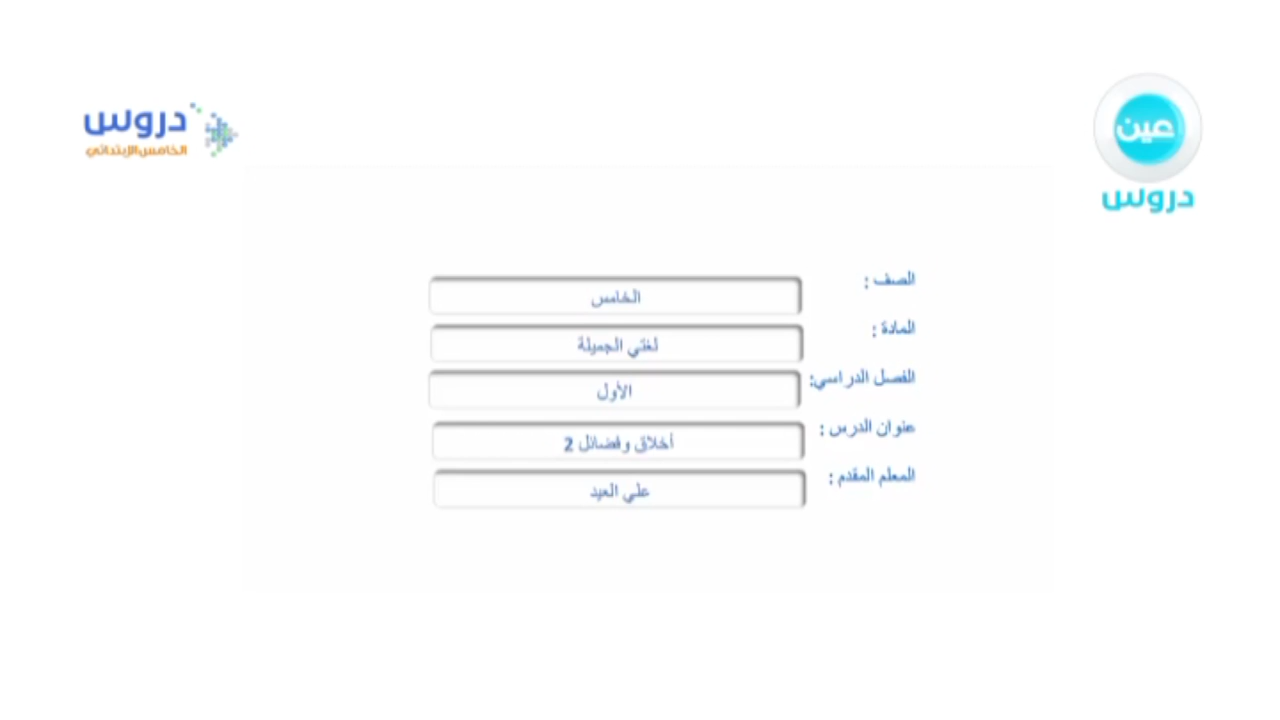 عين
دروس
دروس
الخامس الإبتدائي
الصف : الخامس
المادة : لغتي الجميلة
الفصل الدراسي: الأول
عنوان الدرس : أخلاق وفضائل 2
المعلم المقدم : علي العيد